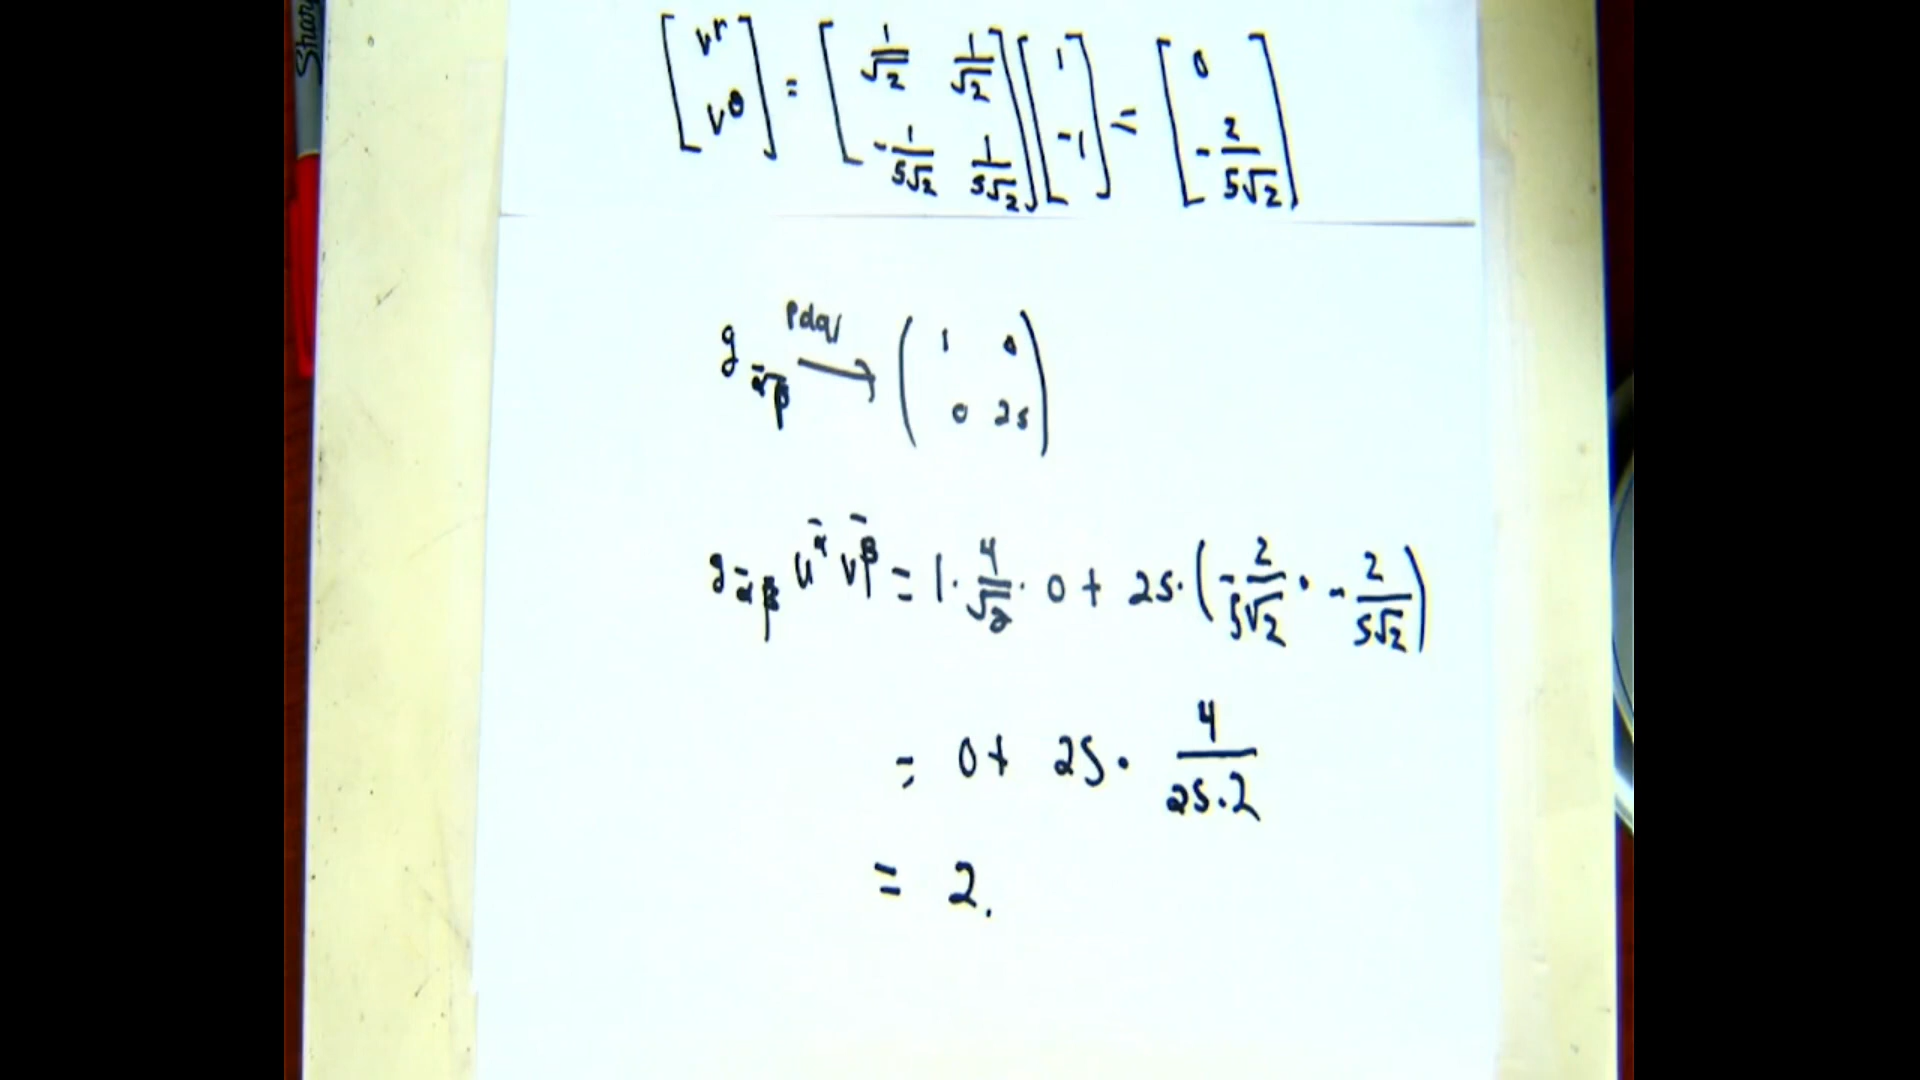 Shar
[v^r v^θ] = [1/√2 1/√2 -1/5√2 1/5√2] [1 -1] = [0 -2/5√2]
g_ᾱβ̄ Polar → (1 0 0 25)
g_ᾱβ̄ u^ᾱ v^β̄ = 1 · 4/√2 · 0 + 25 · (-2/5√2 · -2/5√2)
= 0 + 25 · 4/25·2
= 2.